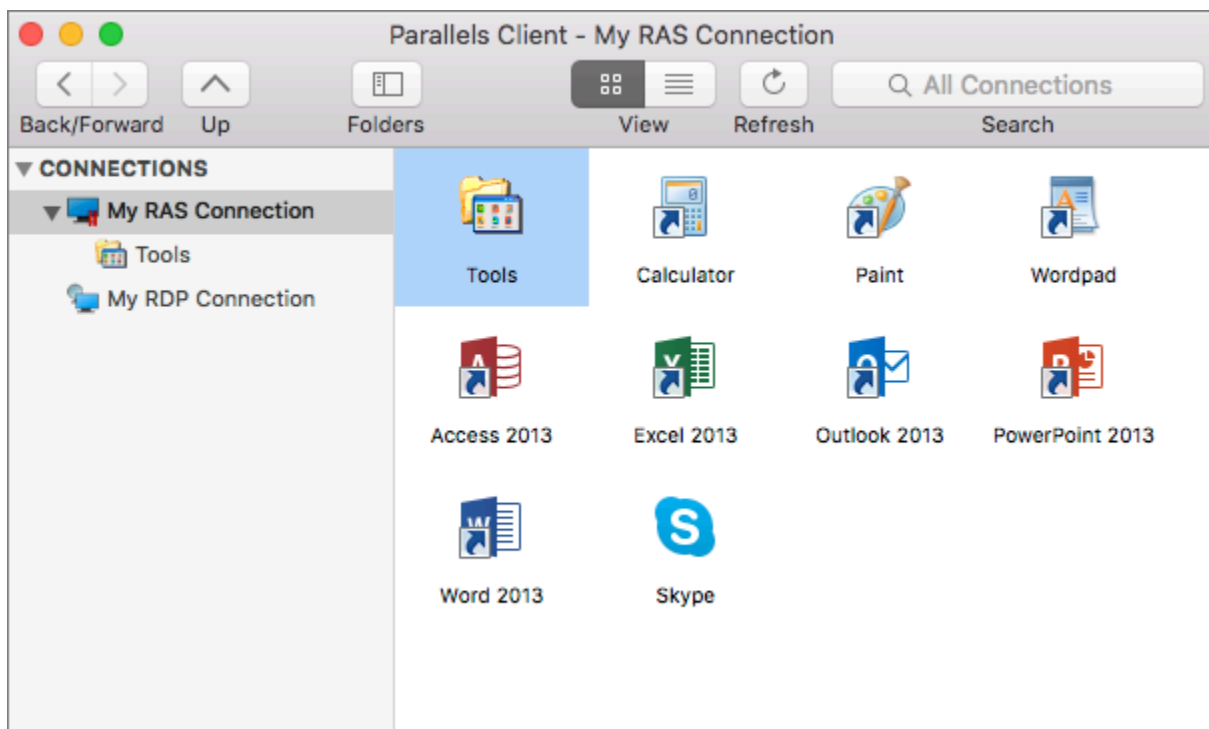 Parallels Client - My RAS Connection
All Connections
Back/Forward Up Folders View Refresh Search
CONNECTIONS
My RAS Connection
Tools
My RDP Connection
Tools Calculator Paint Wordpad
Access 2013 Excel 2013 Outlook 2013 PowerPoint 2013
Word 2013 Skype